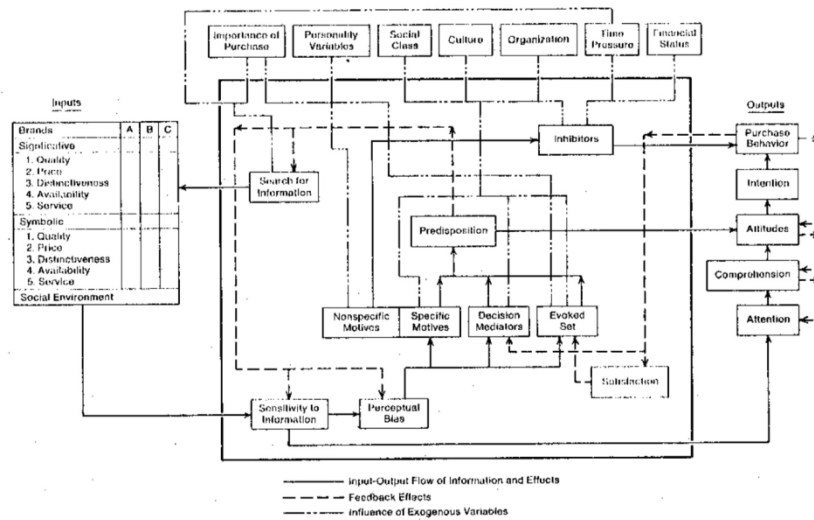 Importance of
Purchase
Personality
Variables
Social
Class
Culture
Organization
Time
Pressure
Financial
Status
Inputs
Outputs
Brands A B C
Significative
1. Quality
2. Price
3. Distinctiveness
4. Availability
5. Service
Symbolic
1. Quality
2. Price
3. Distinctiveness
4. Availability
5. Service
Social Environment
Search for
Information
Inhibitors
Purchase
Behavior
Intention
Predisposition
Attitudes
Comprehension
Nonspecific
Motives
Specific
Motives
Decision
Mediators
Evoked
Set
Attention
Satisfaction
Sensitivity to
Information
Perceptual
Bias
Input-Output Flow of Information and Effects
Feedback Effects
Influence of Exogenous Variables